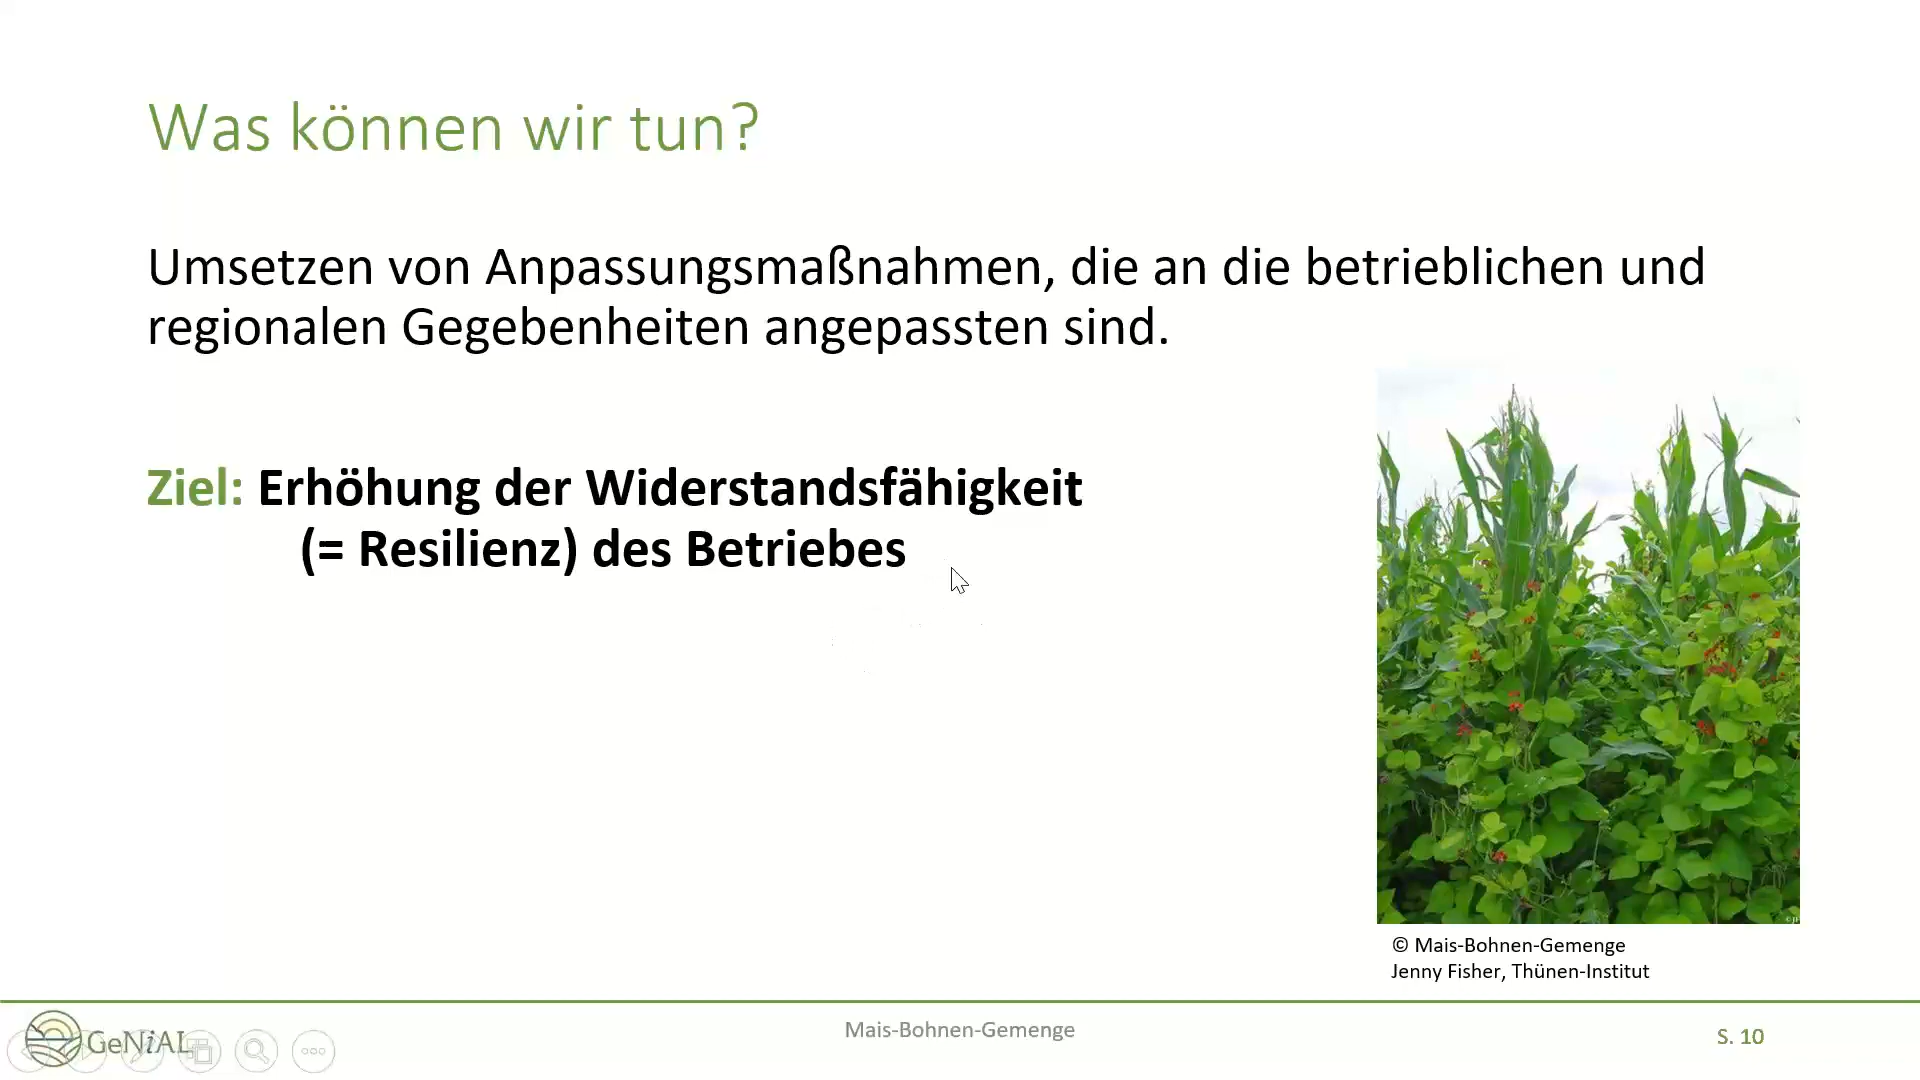 Was können wir tun?
Umsetzen von Anpassungsmaßnahmen, die an die betrieblichen und
regionalen Gegebenheiten angepassten sind.
Ziel: Erhöhung der Widerstandsfähigkeit
(= Resilienz) des Betriebes
© Mais-Bohnen-Gemenge
Jenny Fisher, Thünen-Institut
GeNiAL
Mais-Bohnen-Gemenge
S. 10